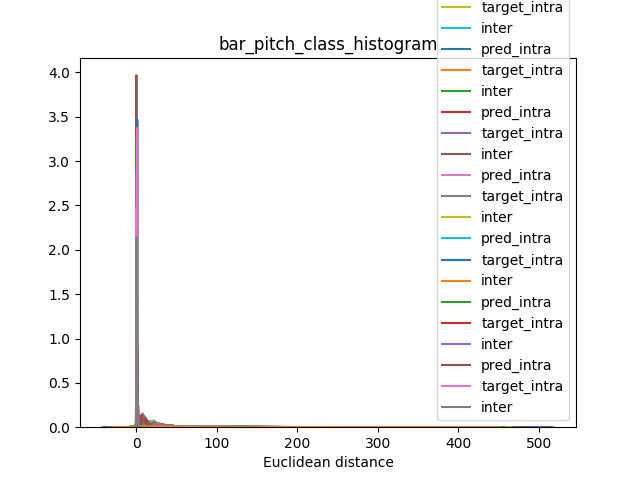 target_intra
inter
bar_pitch_class_histogram
pred_intra
target_intra
inter
pred_intra
target_intra
inter
pred_intra
target_intra
inter
pred_intra
target_intra
inter
pred_intra
target_intra
inter
pred_intra
target_intra
inter
4.0
3.5
3.0
2.5
2.0
1.5
1.0
0.5
0.0
0
100
200
300
400
500
Euclidean distance